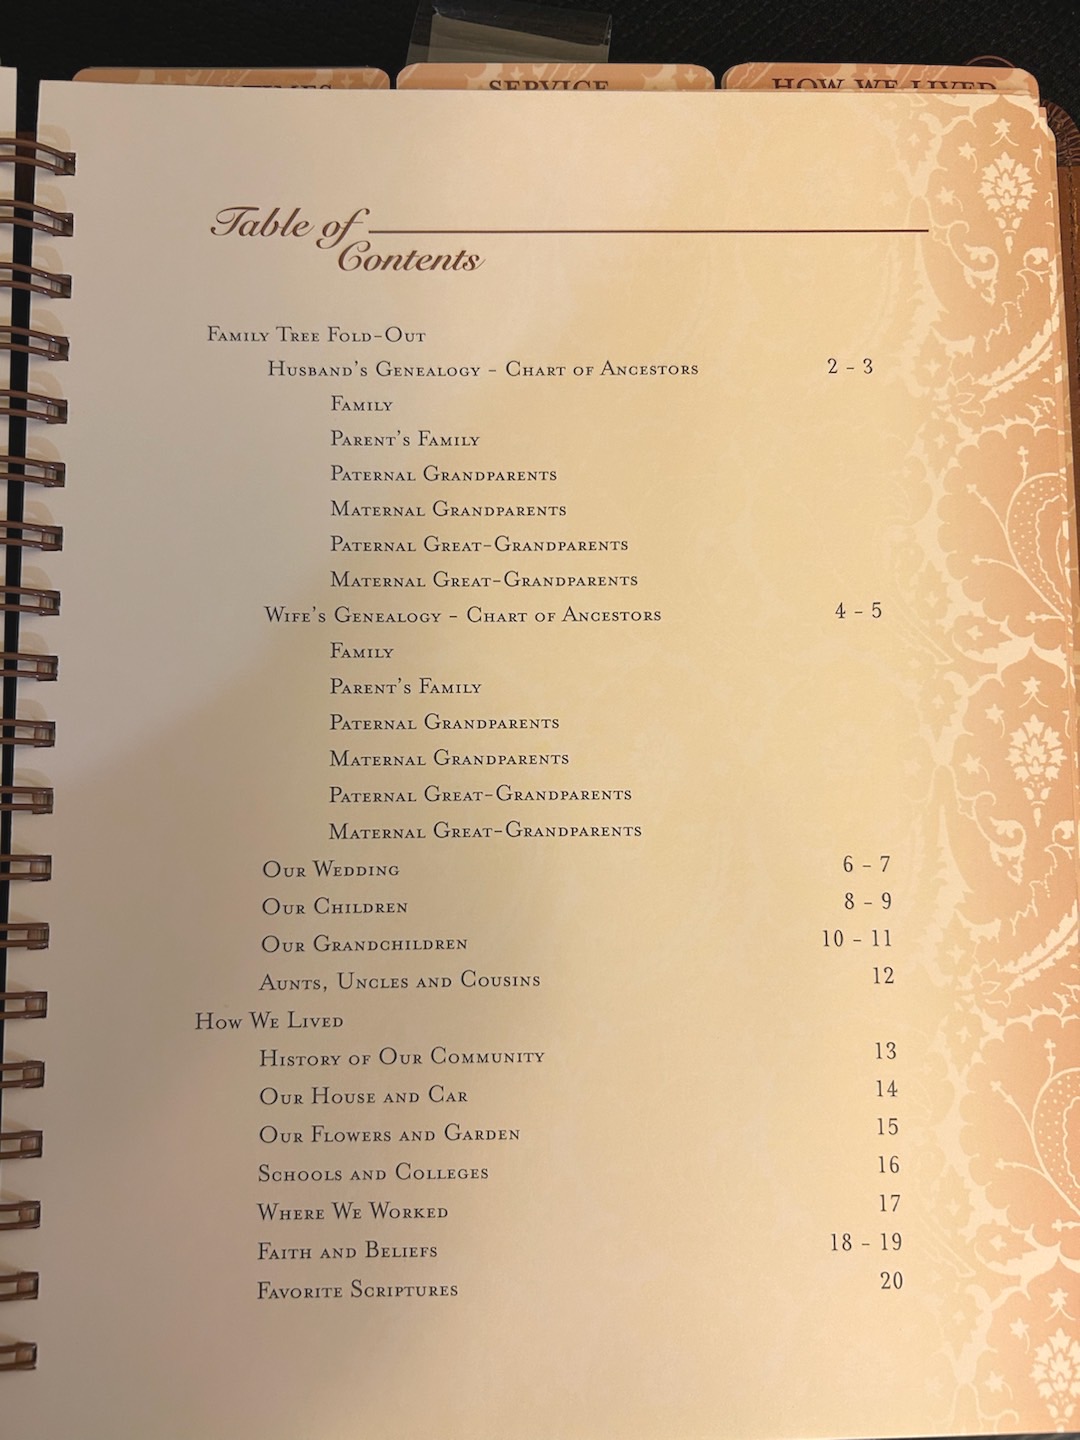 TIMES
SERVICE
HOW WE LIVED
Table of
Contents
Family Tree Fold-Out
Husband's Genealogy - Chart of Ancestors 2 - 3
Family
Parent's Family
Paternal Grandparents
Maternal Grandparents
Paternal Great-Grandparents
Maternal Great-Grandparents
Wife's Genealogy - Chart of Ancestors 4 - 5
Family
Parent's Family
Paternal Grandparents
Maternal Grandparents
Paternal Great-Grandparents
Maternal Great-Grandparents
Our Wedding 6 - 7
Our Children 8 - 9
Our Grandchildren 10 - 11
Aunts, Uncles and Cousins 12
How We Lived
History of Our Community 13
Our House and Car 14
Our Flowers and Garden 15
Schools and Colleges 16
Where We Worked 17
Faith and Beliefs 18 - 19
Favorite Scriptures 20